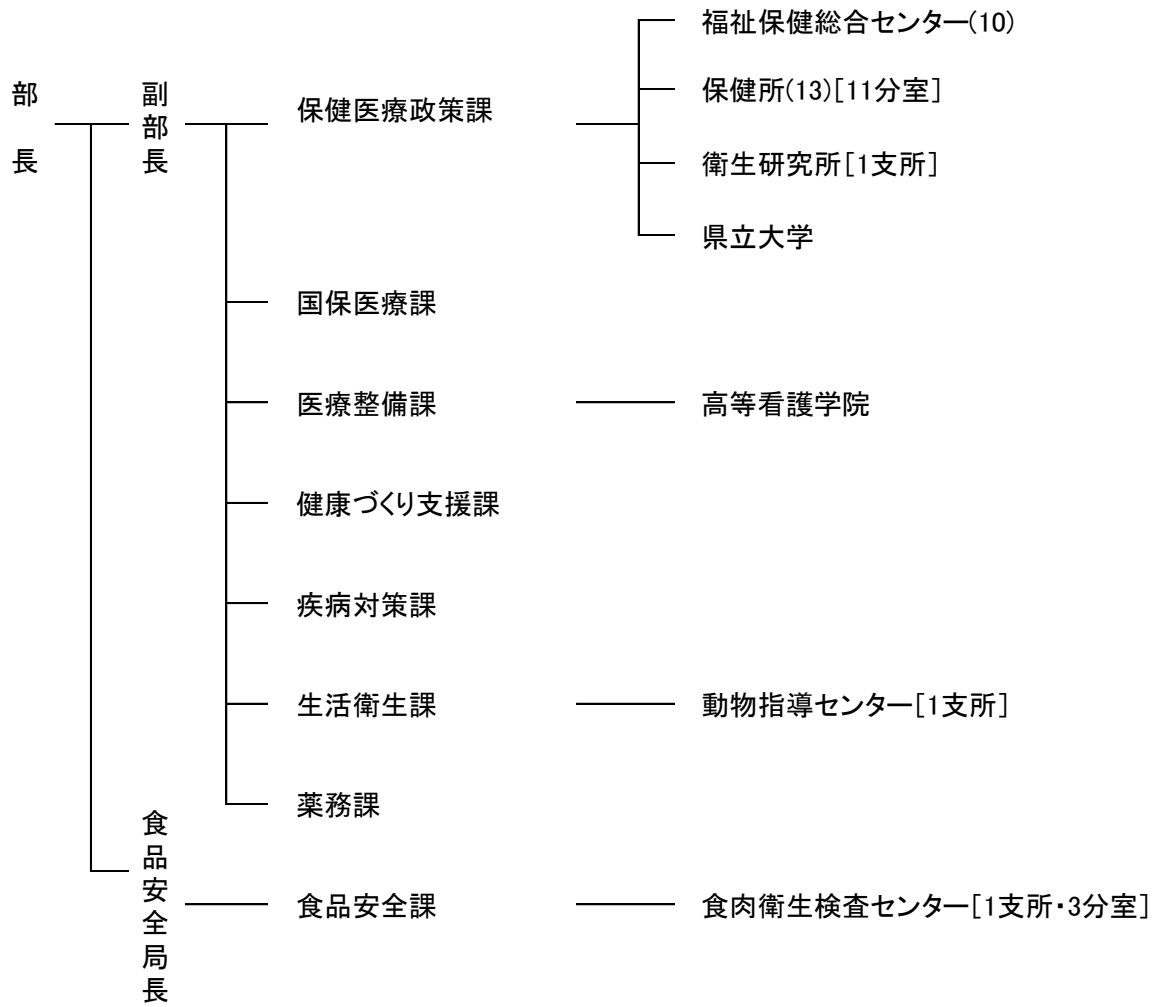 部長
副部長
保健医療政策課
福祉保健総合センター(10)
保健所(13)[11分室]
衛生研究所[1支所]
県立大学
国保医療課
医療整備課
高等看護学院
健康づくり支援課
疾病対策課
生活衛生課
動物指導センター[1支所]
薬務課
食品安全局長
食品安全課
食肉衛生検査センター[1支所・3分室]